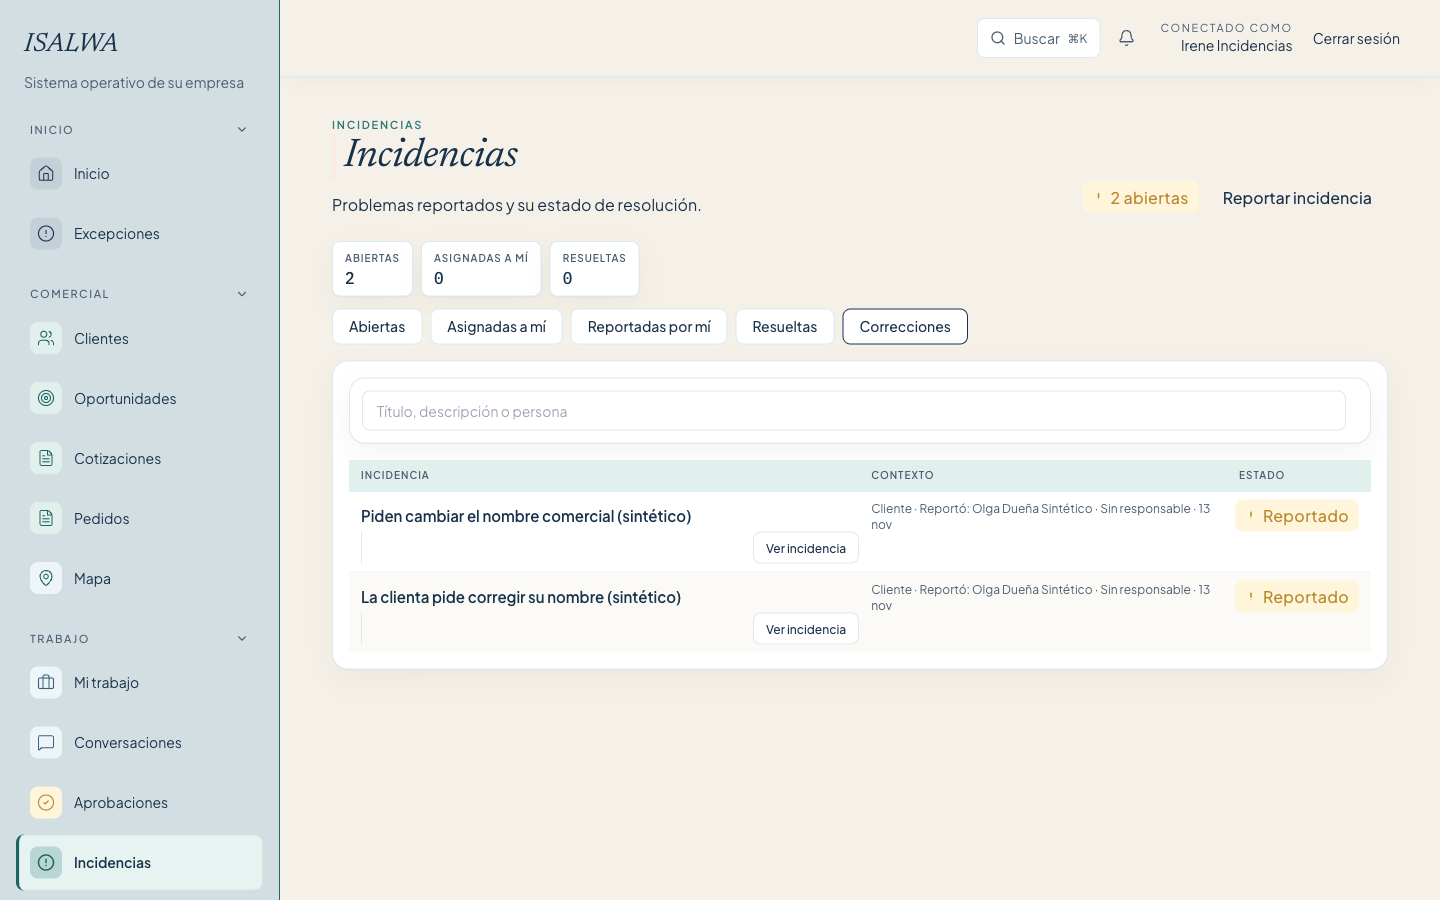 ISALWA
Sistema operativo de su empresa
INICIO
Inicio
Excepciones
COMERCIAL
Clientes
Oportunidades
Cotizaciones
Pedidos
Mapa
TRABAJO
Mi trabajo
Conversaciones
Aprobaciones
Incidencias
Buscar ⌘K
CONECTADO COMO
Irene Incidencias
Cerrar sesión
INCIDENCIAS
Incidencias
Problemas reportados y su estado de resolución.
2 abiertas
Reportar incidencia
ABIERTAS
2
ASIGNADAS A MÍ
0
RESUELTAS
0
Abiertas
Asignadas a mí
Reportadas por mí
Resueltas
Correcciones
Título, descripción o persona
INCIDENCIA CONTEXTO ESTADO
Piden cambiar el nombre comercial (sintético)
Ver incidencia
Cliente · Reportó: Olga Dueña Sintético · Sin responsable · 13
nov
Reportado
La clienta pide corregir su nombre (sintético)
Ver incidencia
Cliente · Reportó: Olga Dueña Sintético · Sin responsable · 13
nov
Reportado